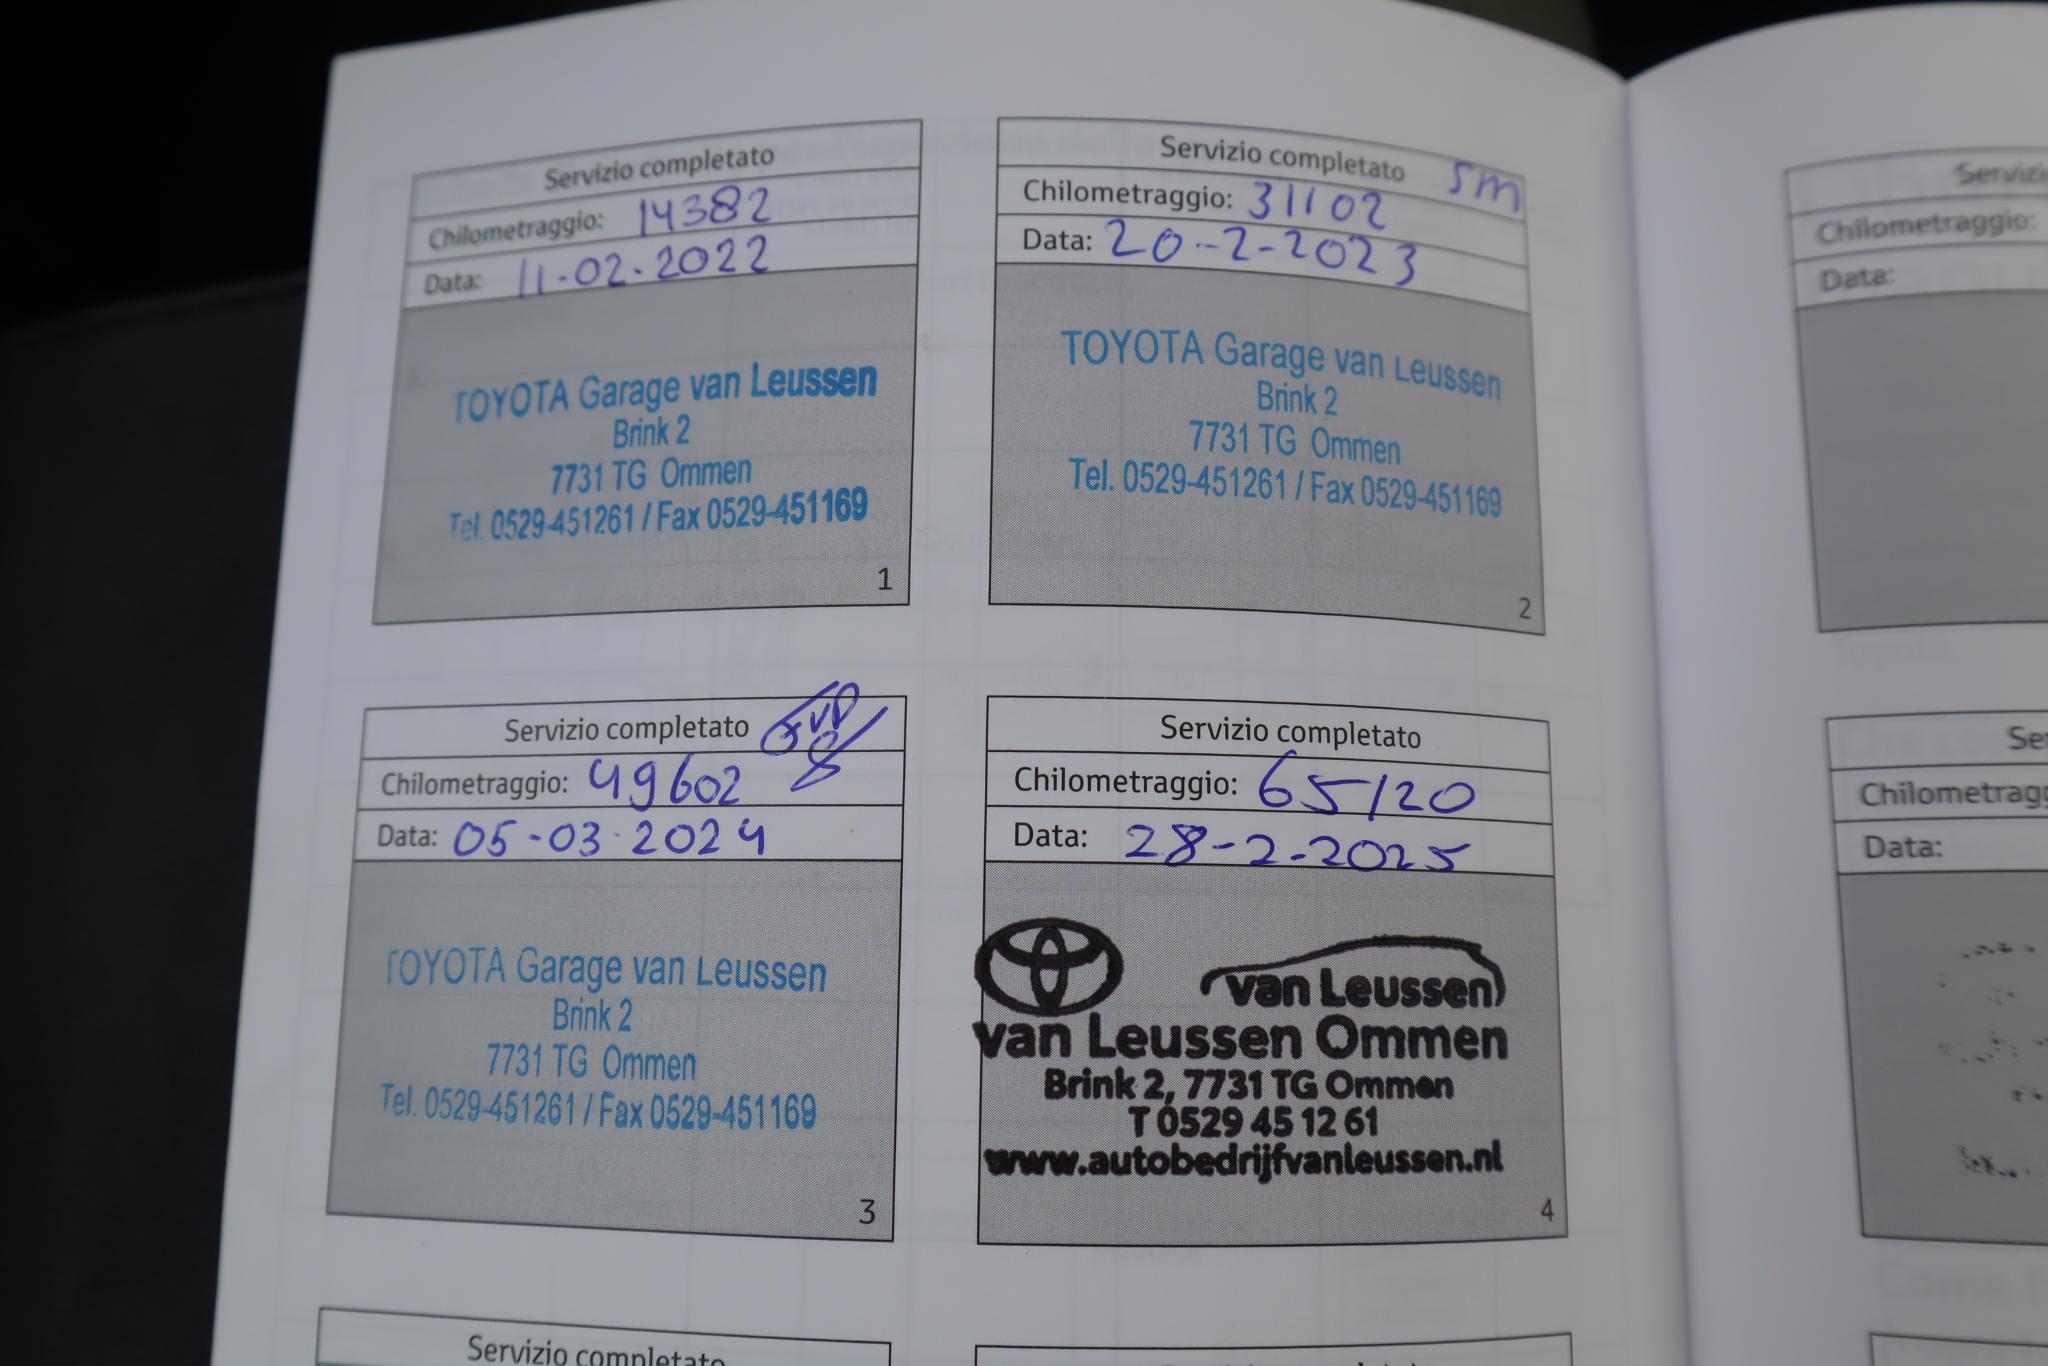 Servizio completato
Chilometraggio: 14382
Data: 11-02.2022
TOYOTA Garage van Leussen
Brink 2
7731 TG Ommen
Tel. 0529-451261 / Fax 0529-451169
1
Servizio completato sm
Chilometraggio: 31102
Data: 20-2-2023
TOYOTA Garage van Leussen
Brink 2
7731 TG Ommen
Tel. 0529-451261 / Fax 0529-451169
2
Servizio completato
Chilometraggio: 49602
Data: 05-03-2024
TOYOTA Garage van Leussen
Brink 2
7731 TG Ommen
Tel. 0529-451261 / Fax 0529-451169
3
Servizio completato
Chilometraggio: 65120
Data: 28-2-2025
van Leussen
van Leussen Ommen
Brink 2, 7731 TG Ommen
T 0529 45 12 61
www.autobedrijfvanleussen.nl
4
Servizio completato
Chilometraggio:
Data:
Data: